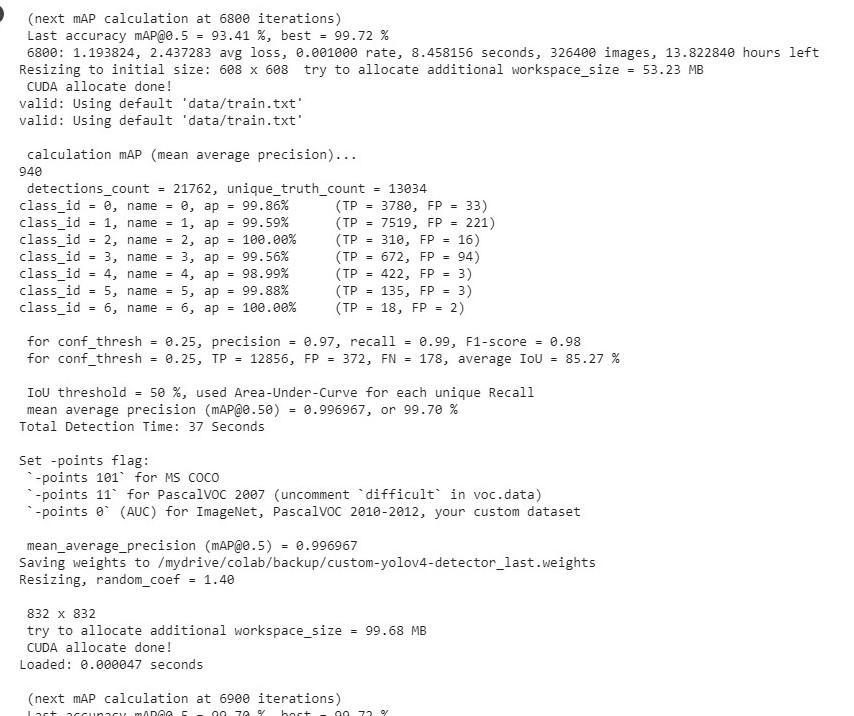 (next mAP calculation at 6800 iterations)
Last accuracy mAP@0.5 = 93.41 %, best = 99.72 %
6800: 1.193824, 2.437283 avg loss, 0.001000 rate, 8.458156 seconds, 326400 images, 13.822840 hours left
Resizing to initial size: 608 x 608  try to allocate additional workspace_size = 53.23 MB
CUDA allocate done!
valid: Using default 'data/train.txt'
valid: Using default 'data/train.txt'
calculation mAP (mean average precision)...
940
detections_count = 21762, unique_truth_count = 13034
class_id = 0, name = 0, ap = 99.86%     (TP = 3780, FP = 33)
class_id = 1, name = 1, ap = 99.59%     (TP = 7519, FP = 221)
class_id = 2, name = 2, ap = 100.00%    (TP = 310, FP = 16)
class_id = 3, name = 3, ap = 99.56%     (TP = 672, FP = 94)
class_id = 4, name = 4, ap = 98.99%     (TP = 422, FP = 3)
class_id = 5, name = 5, ap = 99.88%     (TP = 135, FP = 3)
class_id = 6, name = 6, ap = 100.00%    (TP = 18, FP = 2)
for conf_thresh = 0.25, precision = 0.97, recall = 0.99, F1-score = 0.98
for conf_thresh = 0.25, TP = 12856, FP = 372, FN = 178, average IoU = 85.27 %
IoU threshold = 50 %, used Area-Under-Curve for each unique Recall
mean average precision (mAP@0.50) = 0.996967, or 99.70 %
Total Detection Time: 37 Seconds
Set -points flag:
`-points 101` for MS COCO
`-points 11` for PascalVOC 2007 (uncomment `difficult` in voc.data)
`-points 0` (AUC) for ImageNet, PascalVOC 2010-2012, your custom dataset
mean_average_precision (mAP@0.5) = 0.996967
Saving weights to /mydrive/colab/backup/custom-yolov4-detector_last.weights
Resizing, random_coef = 1.40
832 x 832
try to allocate additional workspace_size = 99.68 MB
CUDA allocate done!
Loaded: 0.000047 seconds
(next mAP calculation at 6900 iterations)
Last accuracy mAP@0.5 = 99.70 %, best = 99.72 %